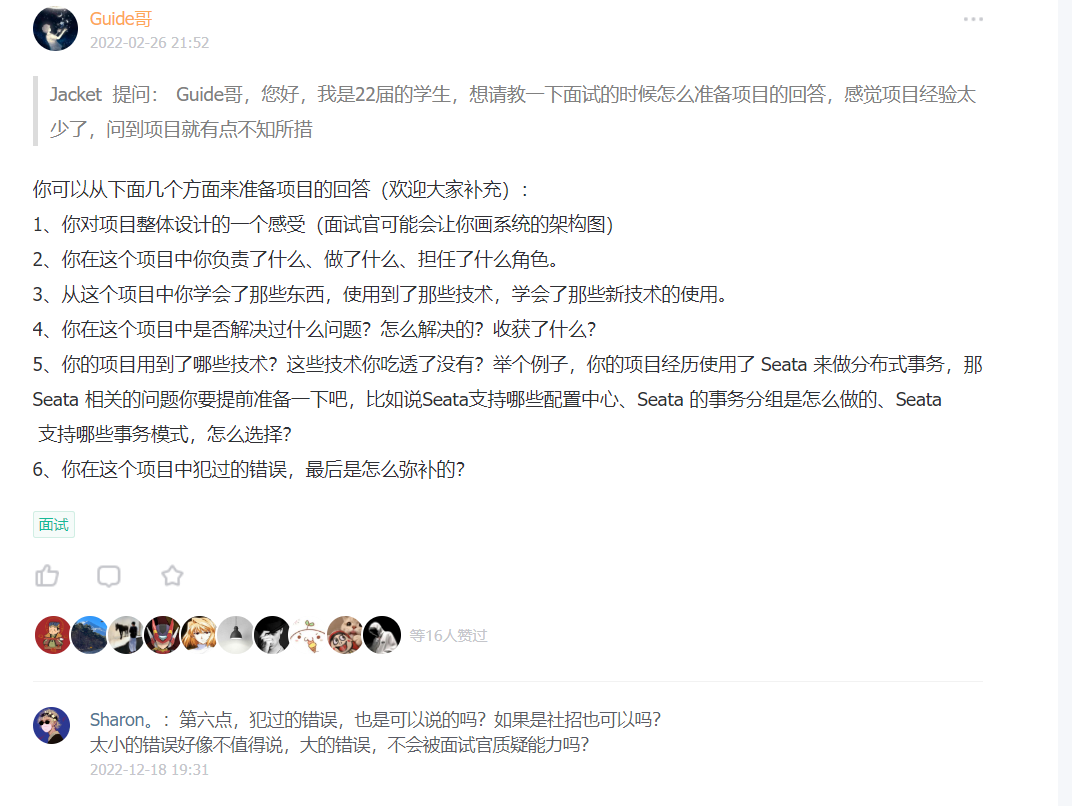 Guide哥
2022-02-26 21:52
Jacket 提问： Guide哥，您好，我是22届的学生，想请教一下面试的时候怎么准备项目的回答，感觉项目经验太
少了，问到项目就有点不知所措
你可以从下面几个方面来准备项目的回答（欢迎大家补充）：
1、你对项目整体设计的一个感受（面试官可能会让你画系统的架构图）
2、你在这个项目中你负责了什么、做了什么、担任了什么角色。
3、从这个项目中你学会了那些东西，使用到了那些技术，学会了那些新技术的使用。
4、你在这个项目中是否解决过什么问题？怎么解决的？收获了什么？
5、你的项目用到了哪些技术？这些技术你吃透了没有？举个例子，你的项目经历使用了 Seata 来做分布式事务，那
Seata 相关的问题你要提前准备一下吧，比如说Seata支持哪些配置中心、Seata 的事务分组是怎么做的、Seata
支持哪些事务模式，怎么选择？
6、你在这个项目中犯过的错误，最后是怎么弥补的？
面试
等16人赞过
Sharon。：第六点，犯过的错误，也是可以说的吗？如果是社招也可以吗？
太小的错误好像不值得说，大的错误，不会被面试官质疑能力吗？
2022-12-18 19:31